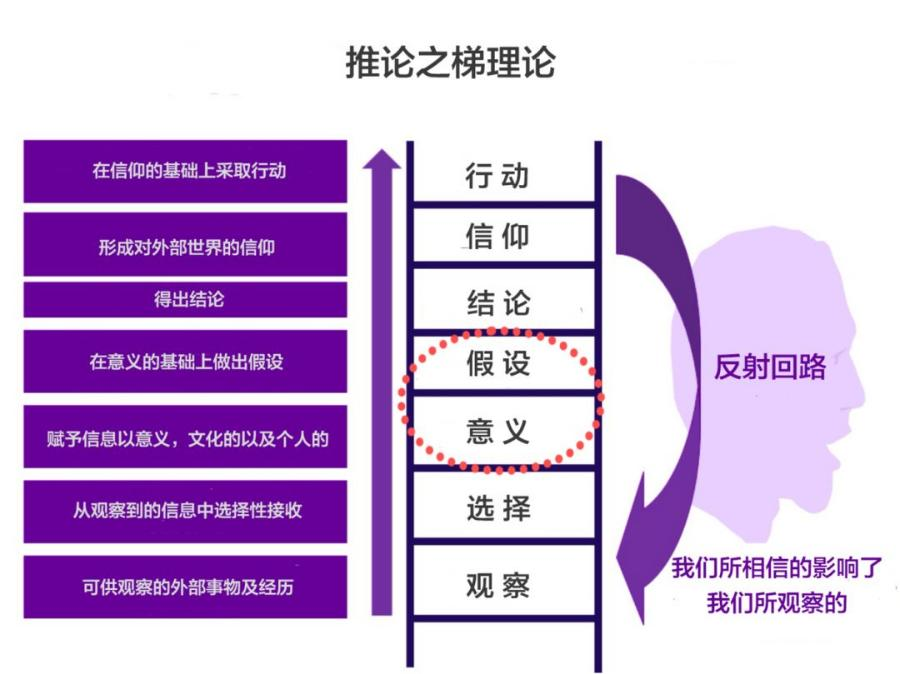 推论之梯理论
在信仰的基础上采取行动
形成对外部世界的信仰
得出结论
在意义的基础上做出假设
赋予信息以意义，文化的以及个人的
从观察到的信息中选择性接收
可供观察的外部事物及经历
行动
信仰
结论
假设
意义
选择
观察
反射回路
我们所相信的影响了
我们所观察的